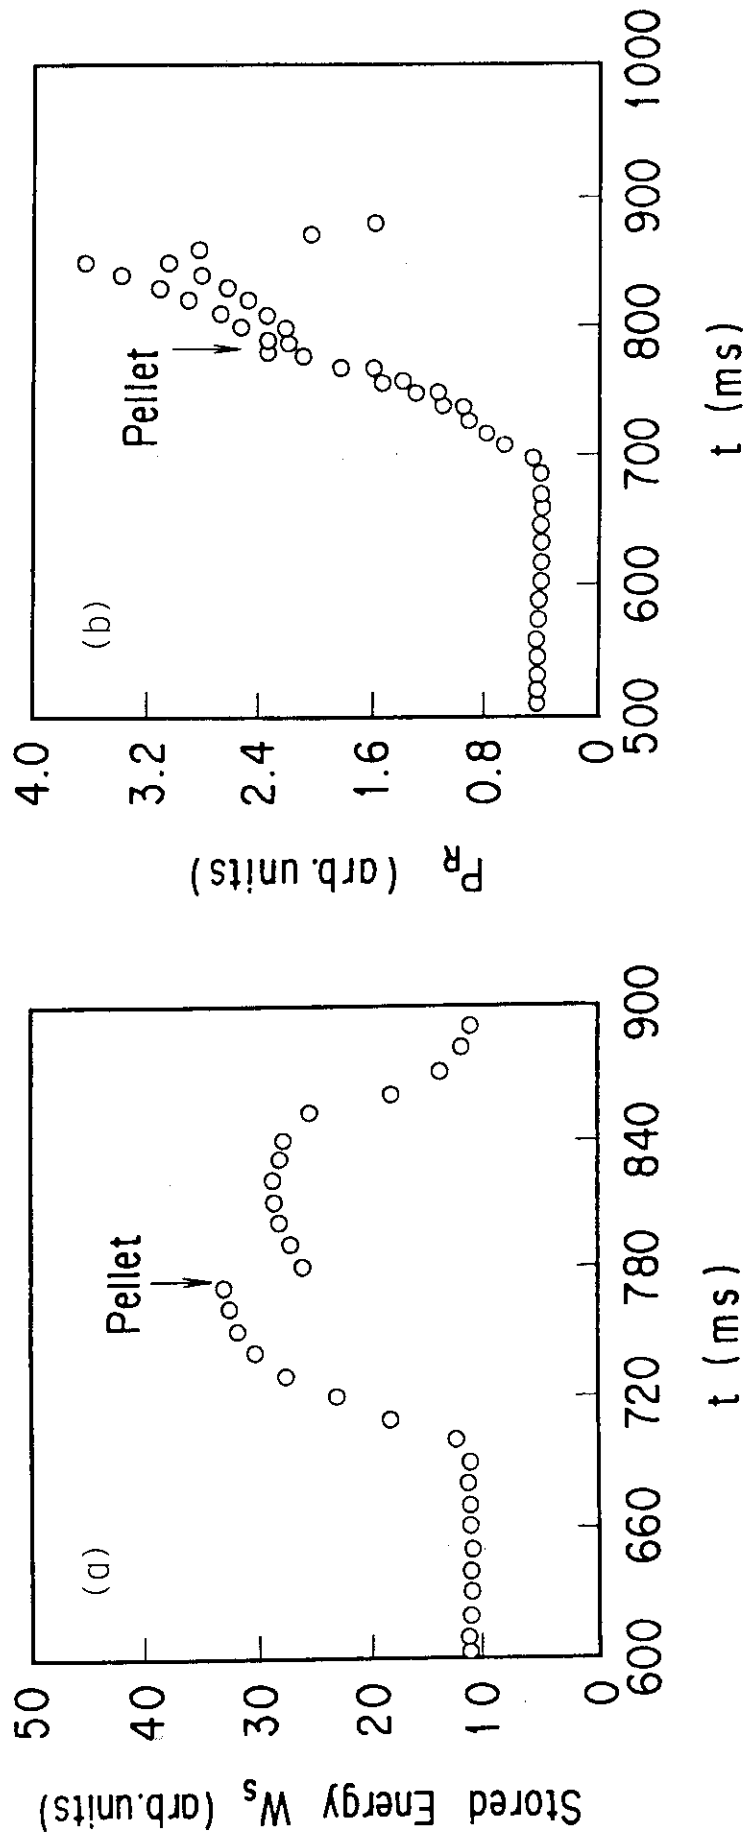 (a)
Pellet
50
40
30
20
10
0
Stored Energy W_s (arb.units)
600 660 720 780 840 900
t (ms)
(b)
Pellet
4.0
3.2
2.4
1.6
0.8
0
P_R (arb.units)
500 600 700 800 900 1000
t (ms)